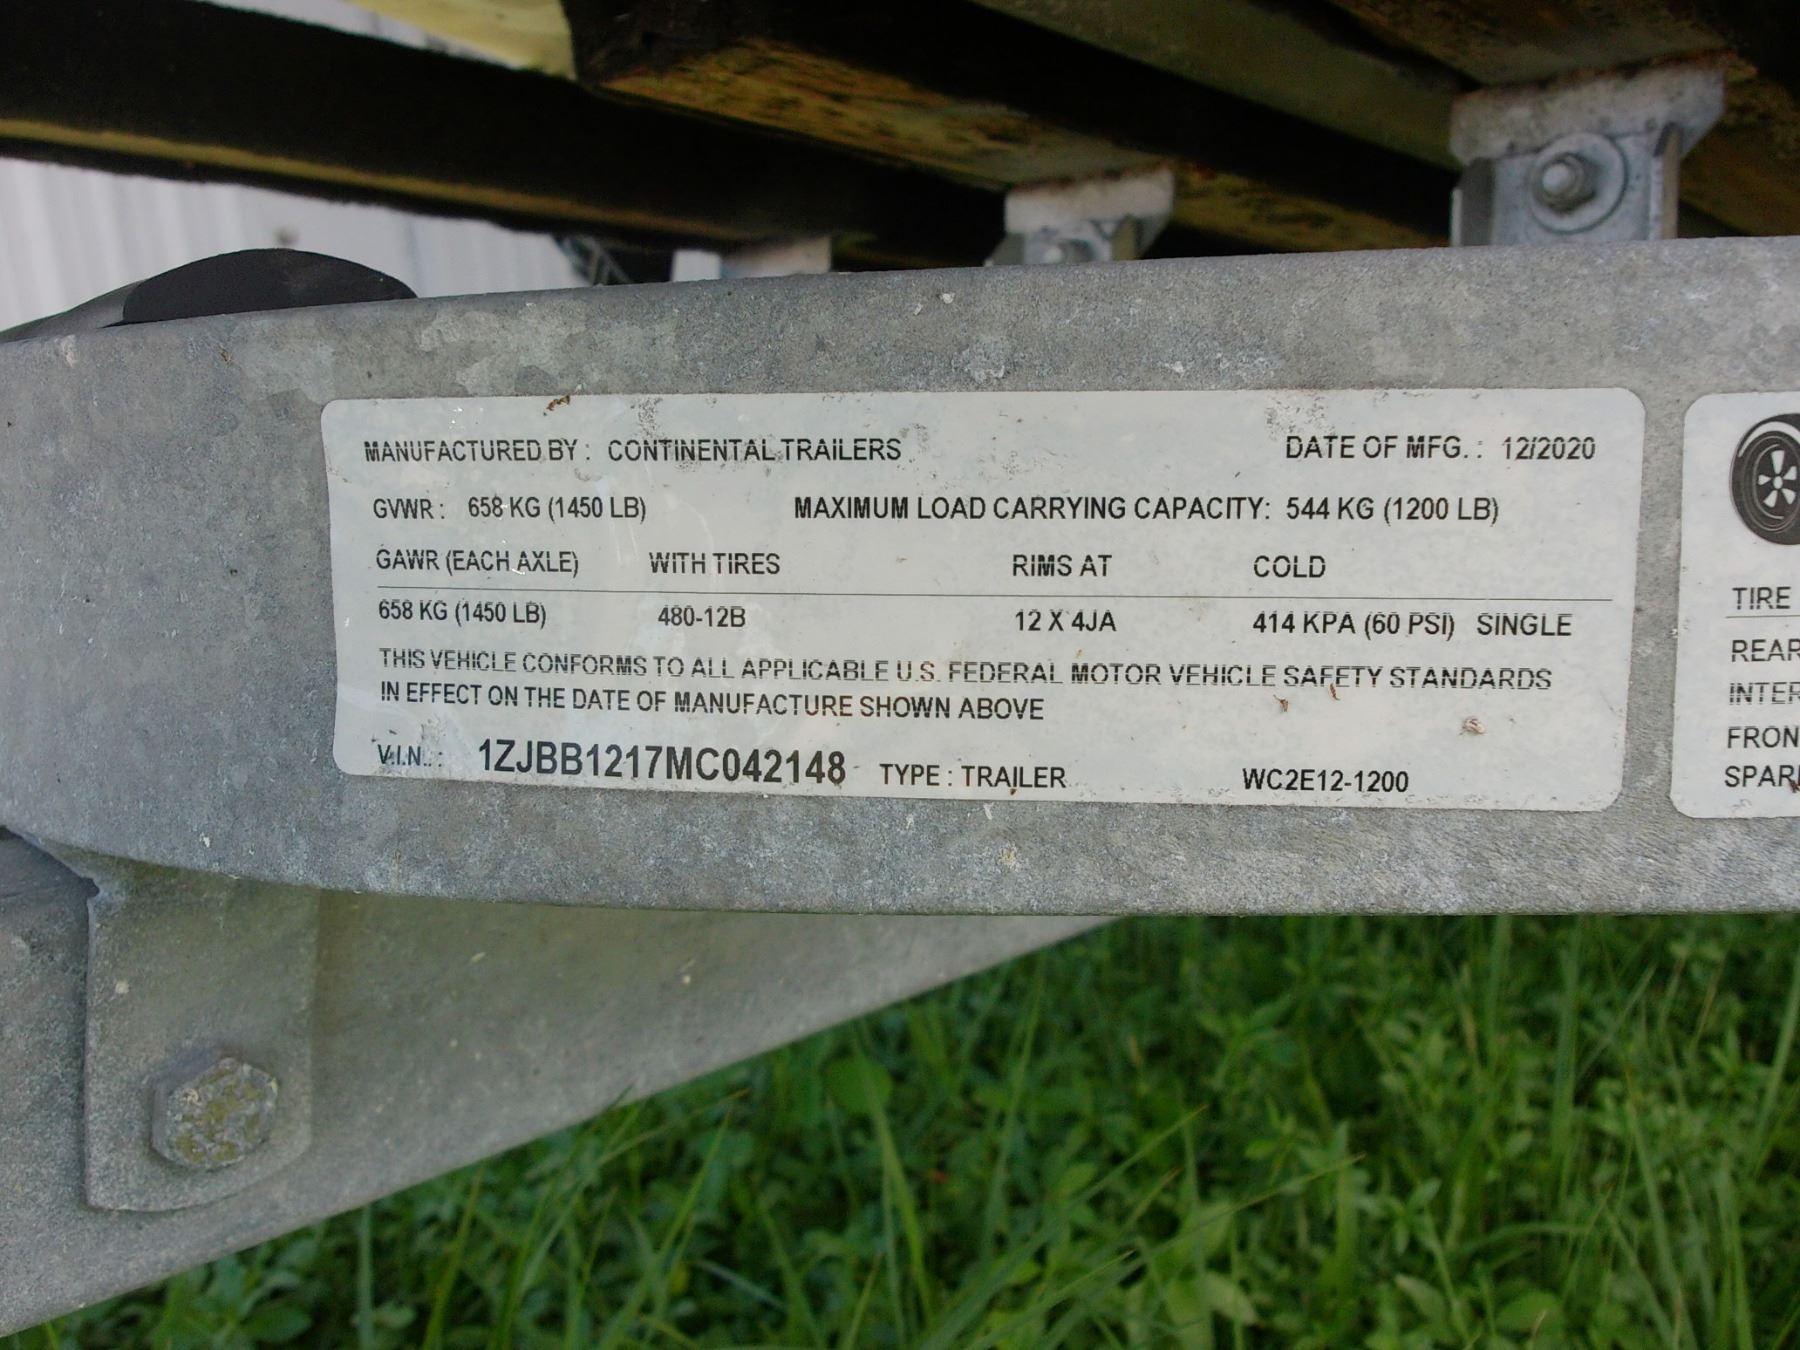 MANUFACTURED BY : CONTINENTAL TRAILERS DATE OF MFG. : 12/2020
GVWR : 658 KG (1450 LB) MAXIMUM LOAD CARRYING CAPACITY: 544 KG (1200 LB)
GAWR (EACH AXLE) WITH TIRES RIMS AT COLD
658 KG (1450 LB) 480-12B 12 X 4JA 414 KPA (60 PSI) SINGLE
THIS VEHICLE CONFORMS TO ALL APPLICABLE U.S. FEDERAL MOTOR VEHICLE SAFETY STANDARDS
IN EFFECT ON THE DATE OF MANUFACTURE SHOWN ABOVE
V.I.N. : 1ZJBB1217MC042148 TYPE : TRAILER WC2E12-1200
TIRE
REAR
INTER
FRON
SPAR